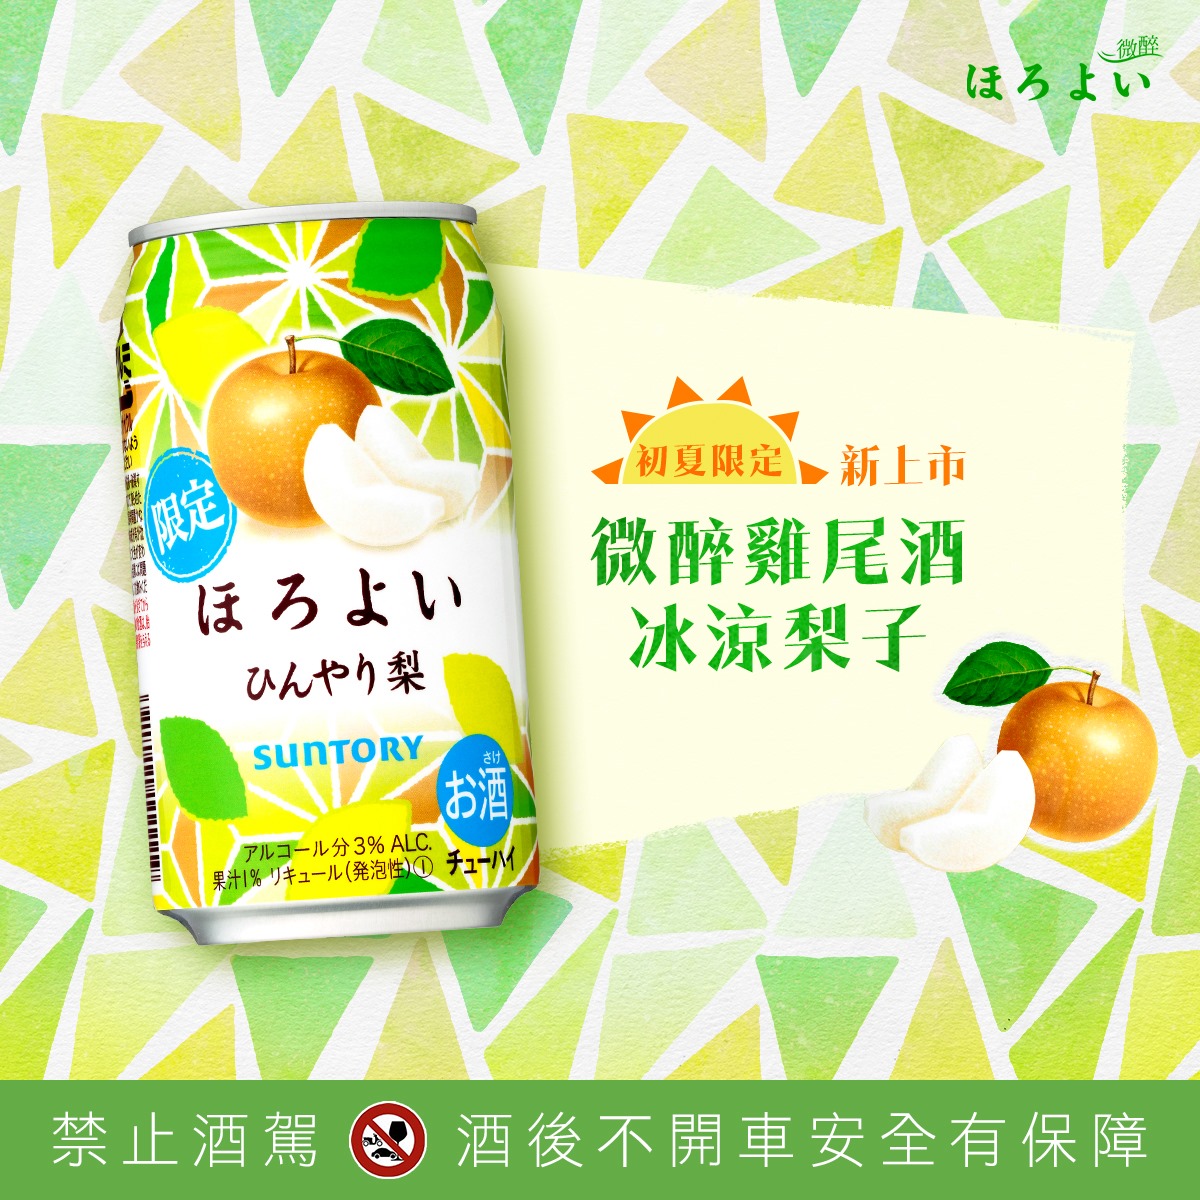 微醉
ほろよい
限定
ほろよい
ひんやり梨
SUNTORY
さけ
お酒
アルコール分3% ALC.
果汁1% リキュール(発泡性)①
チューハイ
初夏限定
新上市
微醉雞尾酒
冰涼梨子
禁止酒駕
酒後不開車安全有保障